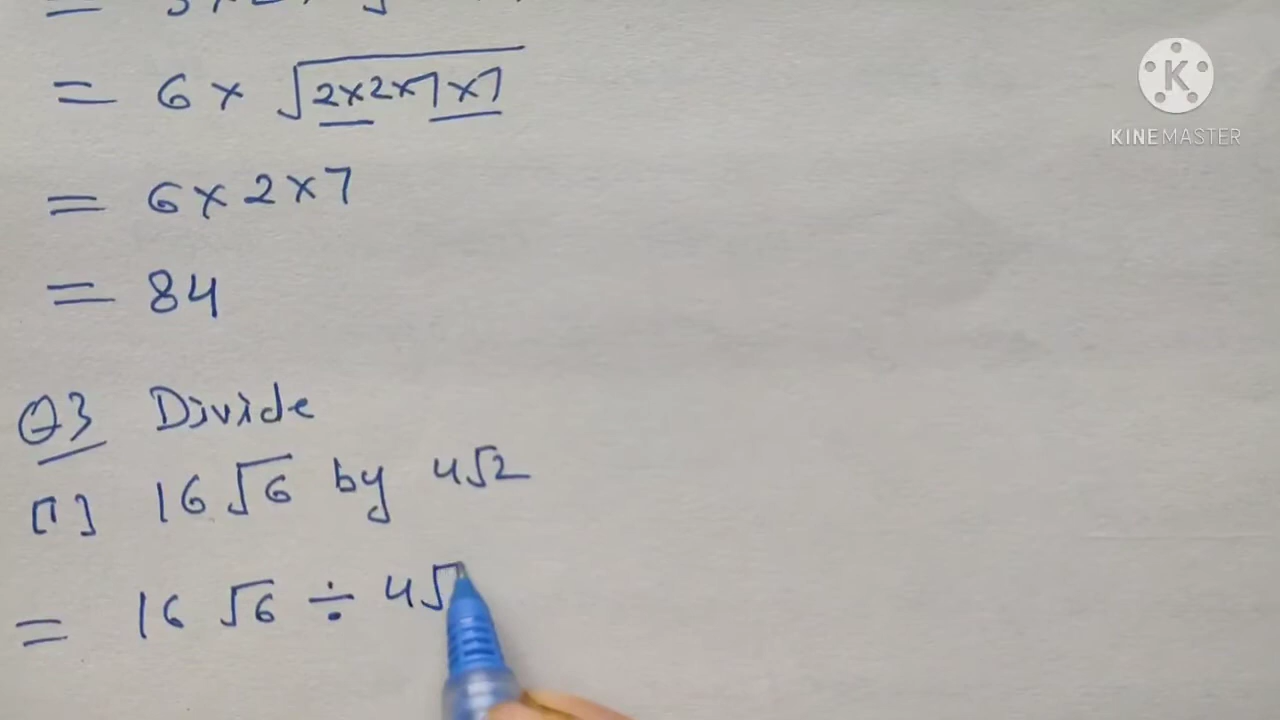 = 6 × √2×2×7×7
= 6×2×7
= 84
Q3 Divide
[1] 16√6 by 4√2
= 16√6 ÷ 4√
KINEMASTER